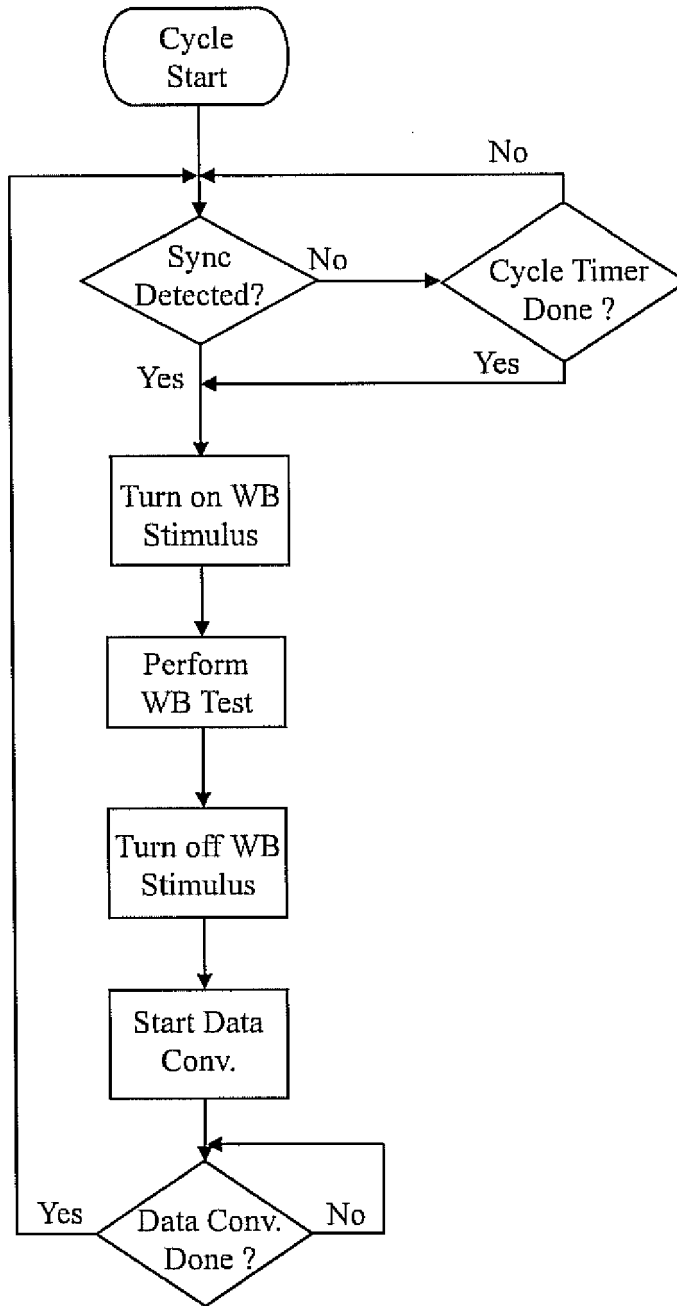 Cycle
Start
No
Sync
Detected?
No
Cycle Timer
Done ?
Yes
Yes
Turn on WB
Stimulus
Perform
WB Test
Turn off WB
Stimulus
Start Data
Conv.
Yes
Data Conv.
Done ?
No